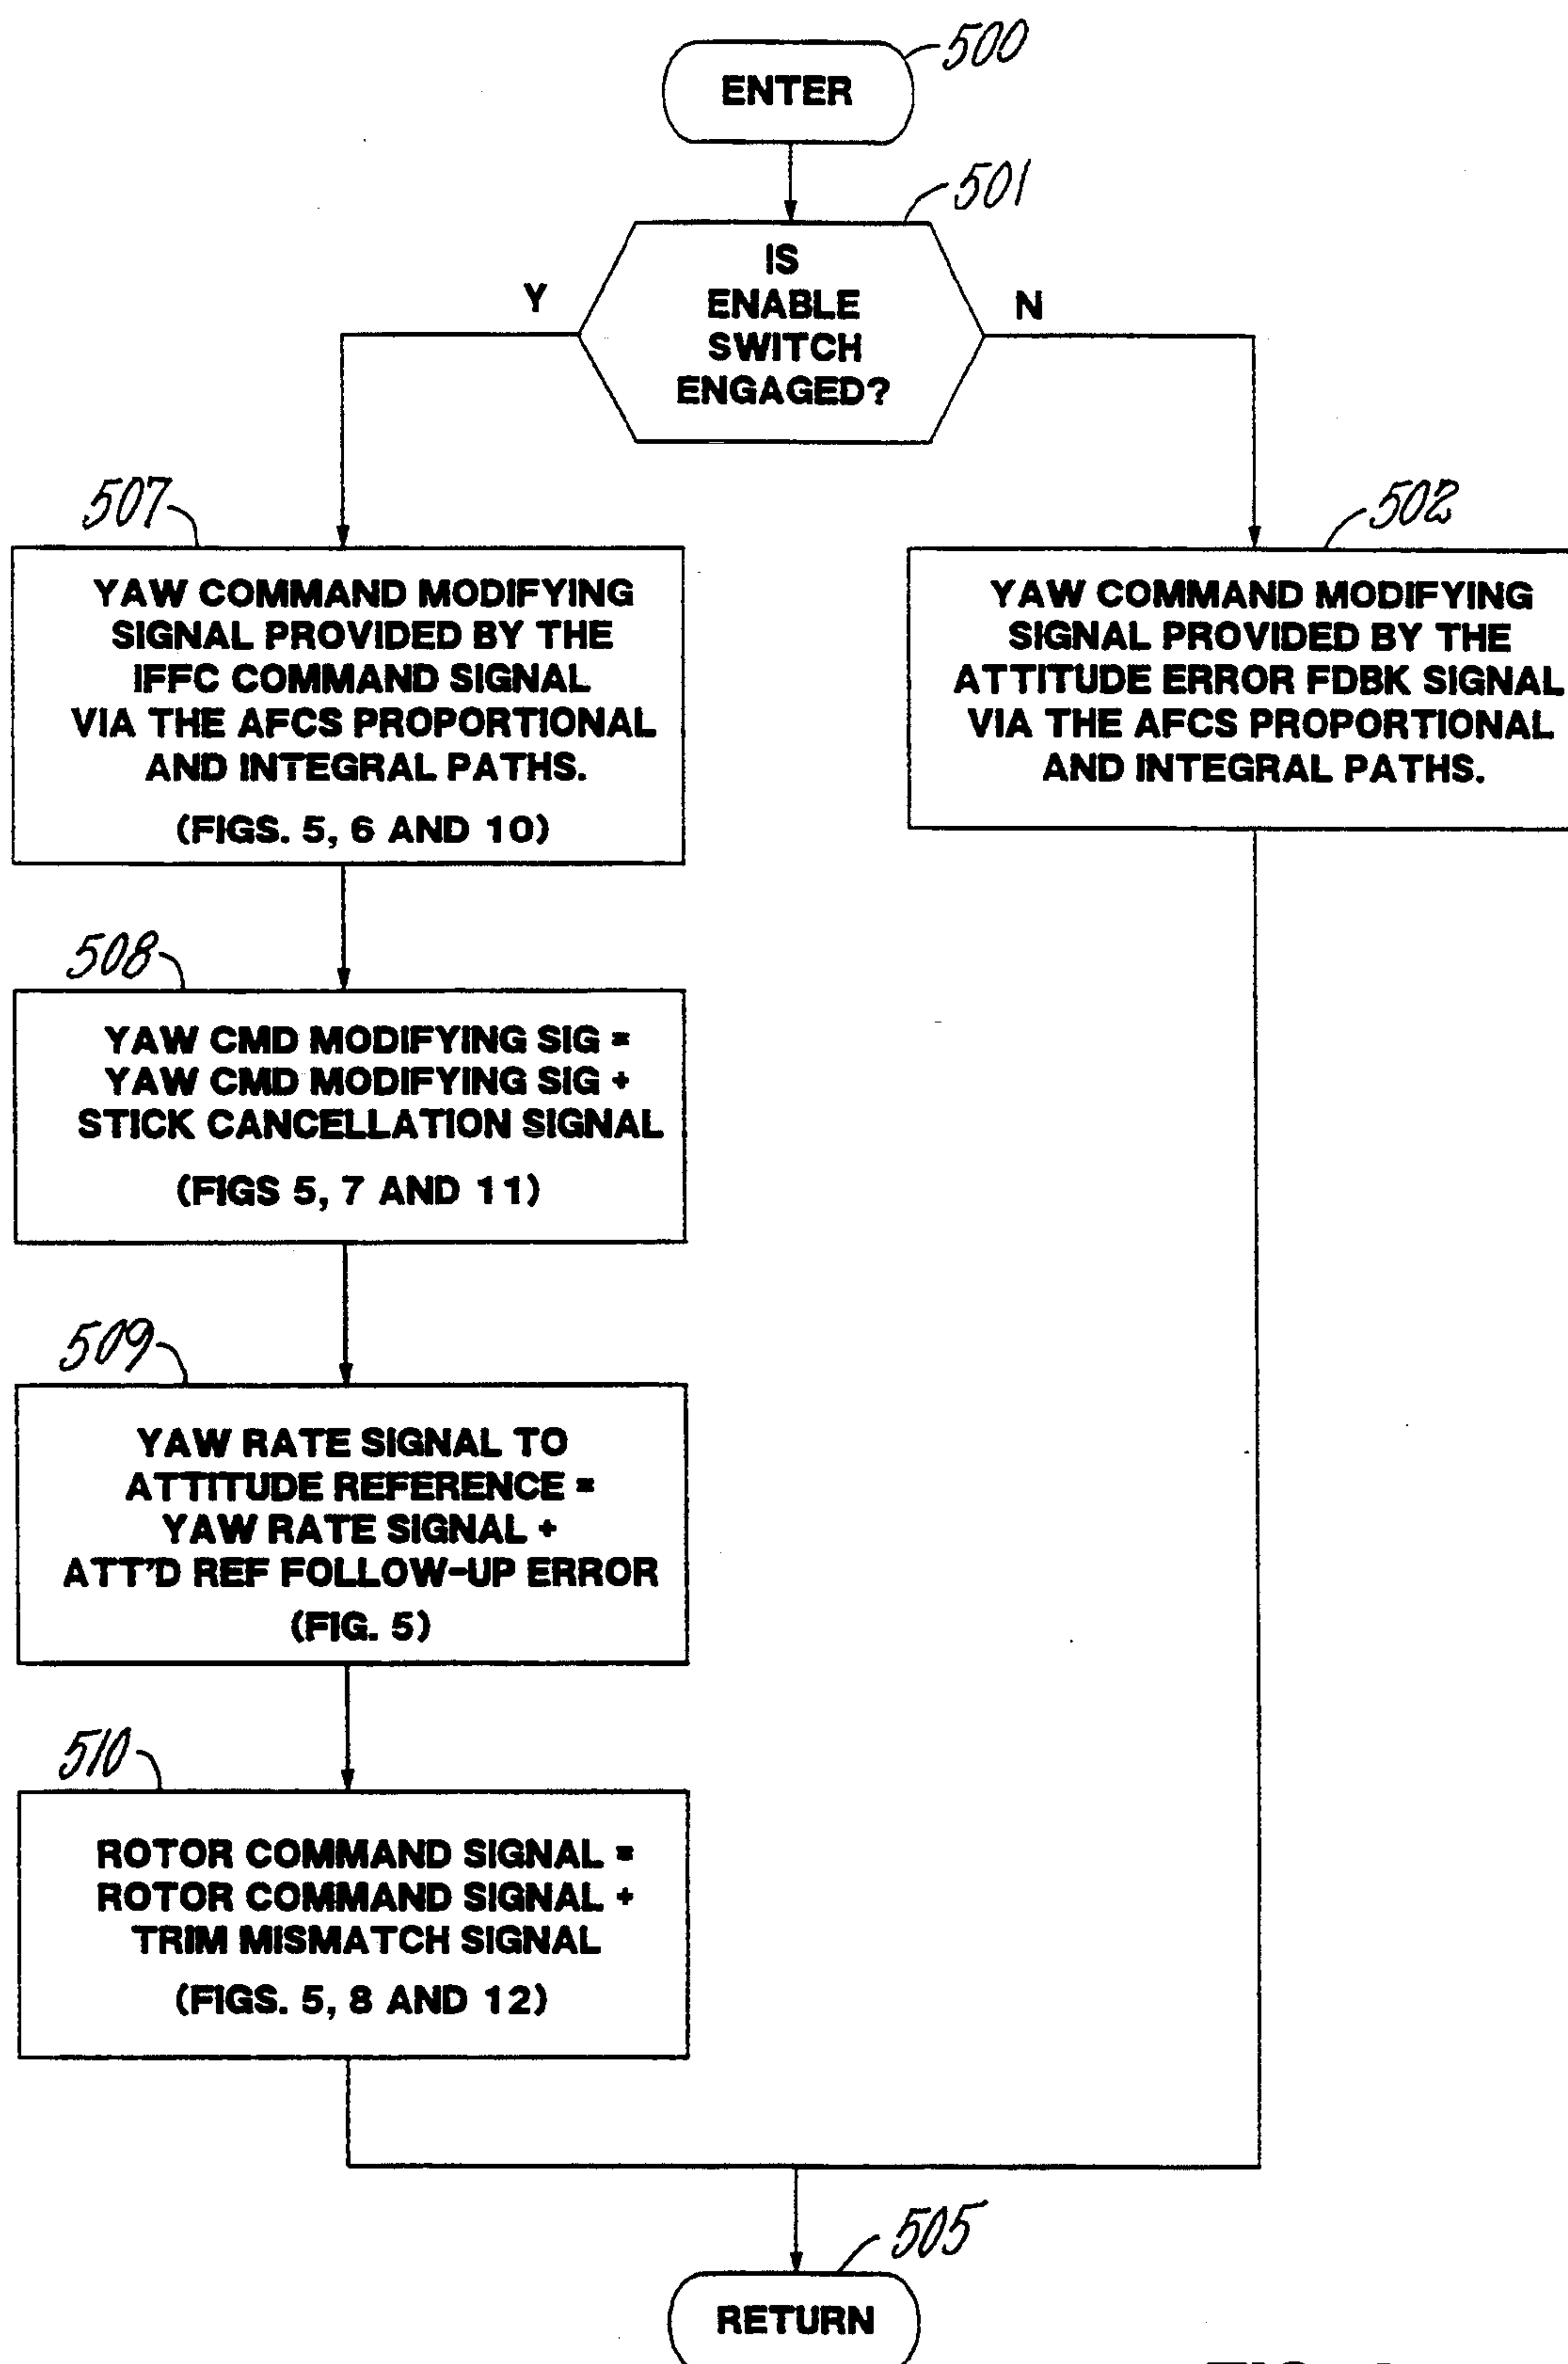 500
ENTER
501
IS
ENABLE
SWITCH
ENGAGED?
Y
N
507
YAW COMMAND MODIFYING
SIGNAL PROVIDED BY THE
IFFC COMMAND SIGNAL
VIA THE AFCS PROPORTIONAL
AND INTEGRAL PATHS.
(FIGS. 5, 6 AND 10)
502
YAW COMMAND MODIFYING
SIGNAL PROVIDED BY THE
ATTITUDE ERROR FDBK SIGNAL
VIA THE AFCS PROPORTIONAL
AND INTEGRAL PATHS.
508
YAW CMD MODIFYING SIG =
YAW CMD MODIFYING SIG +
STICK CANCELLATION SIGNAL
(FIGS 5, 7 AND 11)
509
YAW RATE SIGNAL TO
ATTITUDE REFERENCE =
YAW RATE SIGNAL +
ATT'D REF FOLLOW-UP ERROR
(FIG. 5)
510
ROTOR COMMAND SIGNAL =
ROTOR COMMAND SIGNAL +
TRIM MISMATCH SIGNAL
(FIGS. 5, 8 AND 12)
505
RETURN